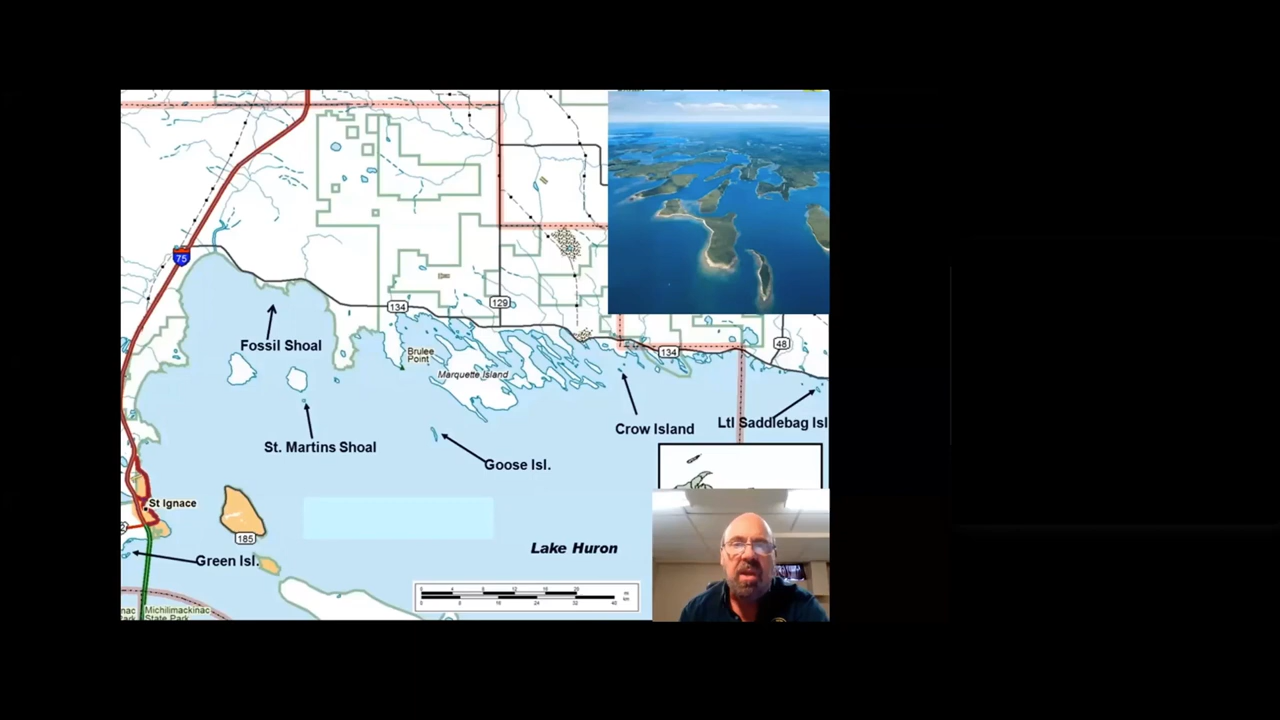 75
134
129
Fossil Shoal
48
Brulee
Point
134
Marquette Island
Crow Island
Ltl Saddlebag Isl
St. Martins Shoal
Goose Isl.
St Ignace
185
Lake Huron
Green Isl.
Michilimackinac
State Park